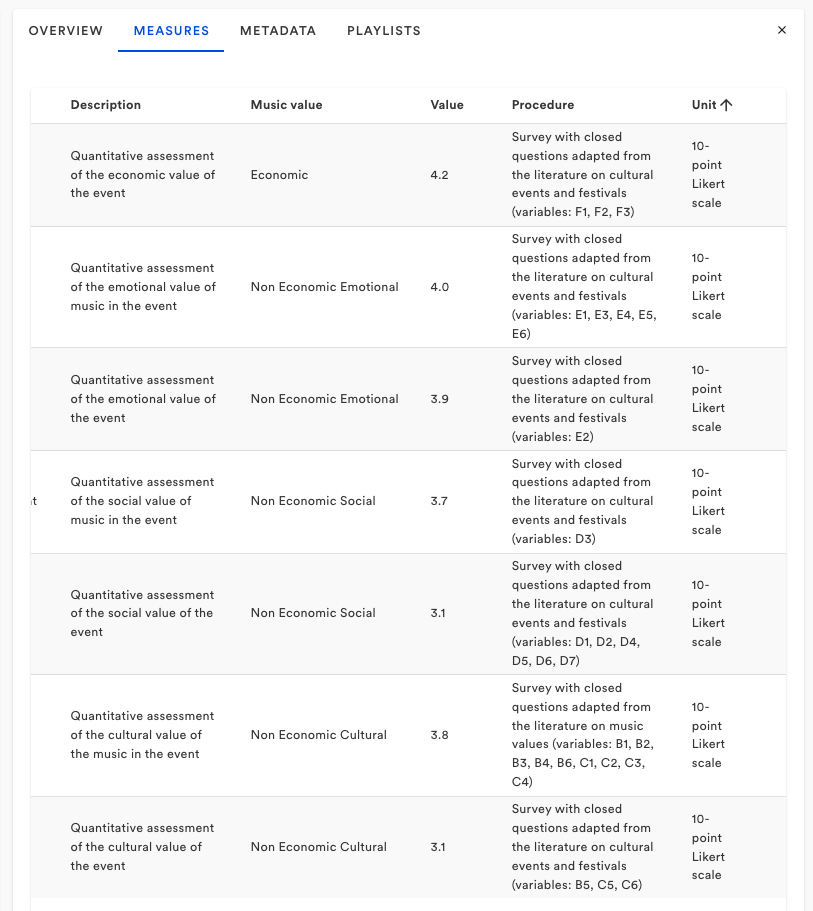 OVERVIEW MEASURES METADATA PLAYLISTS ×
Description Music value Value Procedure Unit ↑
Quantitative assessment
of the economic value of
the event
Economic
4.2
Survey with closed
questions adapted from
the literature on cultural
events and festivals
(variables: F1, F2, F3)
10-
point
Likert
scale
Quantitative assessment
of the emotional value of
music in the event
Non Economic Emotional
4.0
Survey with closed
questions adapted from
the literature on cultural
events and festivals
(variables: E1, E3, E4, E5,
E6)
10-
point
Likert
scale
Quantitative assessment
of the emotional value of
the event
Non Economic Emotional
3.9
Survey with closed
questions adapted from
the literature on cultural
events and festivals
(variables: E2)
10-
point
Likert
scale
Quantitative assessment
of the social value of
music in the event
Non Economic Social
3.7
Survey with closed
questions adapted from
the literature on cultural
events and festivals
(variables: D3)
10-
point
Likert
scale
Quantitative assessment
of the social value of the
event
Non Economic Social
3.1
Survey with closed
questions adapted from
the literature on cultural
events and festivals
(variables: D1, D2, D4,
D5, D6, D7)
10-
point
Likert
scale
Quantitative assessment
of the cultural value of
the music in the event
Non Economic Cultural
3.8
Survey with closed
questions adapted from
the literature on music
values (variables: B1, B2,
B3, B4, B6, C1, C2, C3,
C4)
10-
point
Likert
scale
Quantitative assessment
of the cultural value of
the event
Non Economic Cultural
3.1
Survey with closed
questions adapted from
the literature on cultural
events and festivals
(variables: B5, C5, C6)
10-
point
Likert
scale